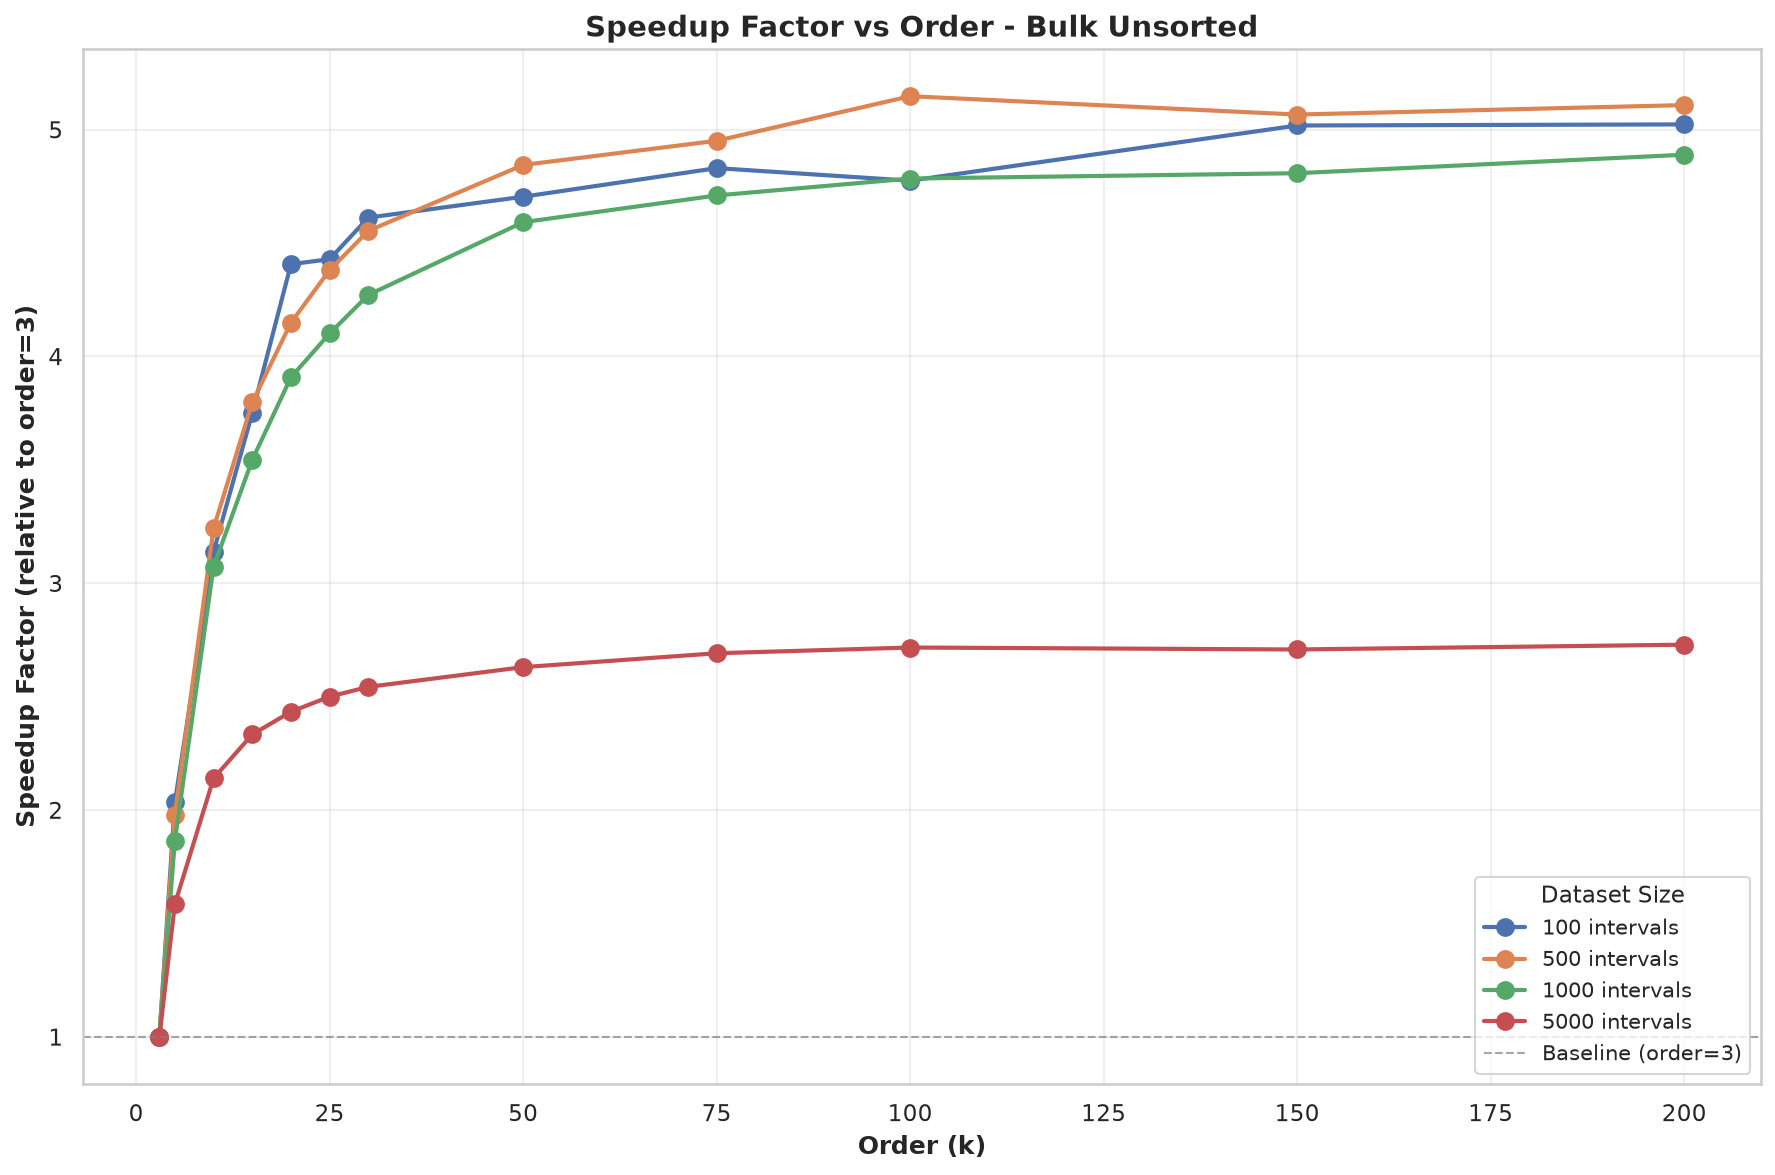 Speedup Factor vs Order - Bulk Unsorted
Speedup Factor (relative to order=3)
5
4
3
2
1
0
25
50
75
100
125
150
175
200
Order (k)
Dataset Size
100 intervals
500 intervals
1000 intervals
5000 intervals
Baseline (order=3)